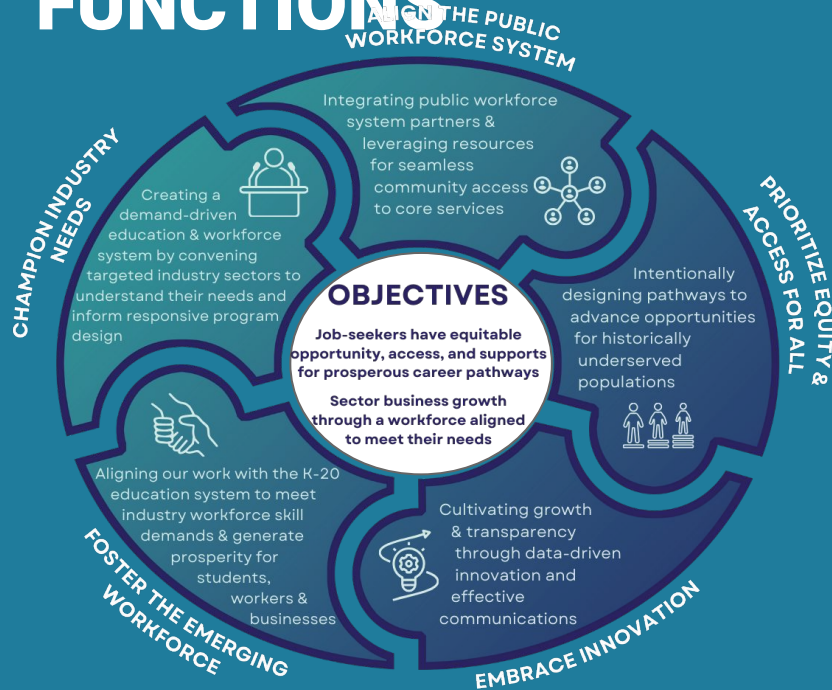 FUNCTIONS
ALIGN THE PUBLIC
WORKFORCE SYSTEM
Integrating public workforce
system partners &
leveraging resources
for seamless
community access
to core services
PRIORITIZE EQUITY &
ACCESS FOR ALL
Intentionally
designing pathways to
advance opportunities
for historically
underserved
populations
EMBRACE INNOVATION
Cultivating growth
& transparency
through data-driven
innovation and
effective
communications
FOSTER THE EMERGING
WORKFORCE
Aligning our work with the K-20
education system to meet
industry workforce skill
demands & generate
prosperity for
students,
workers &
businesses
CHAMPION INDUSTRY
NEEDS
Creating a
demand-driven
education & workforce
system by convening
targeted industry sectors to
understand their needs and
inform responsive program
design
OBJECTIVES
Job-seekers have equitable
opportunity, access, and supports
for prosperous career pathways
Sector business growth
through a workforce aligned
to meet their needs